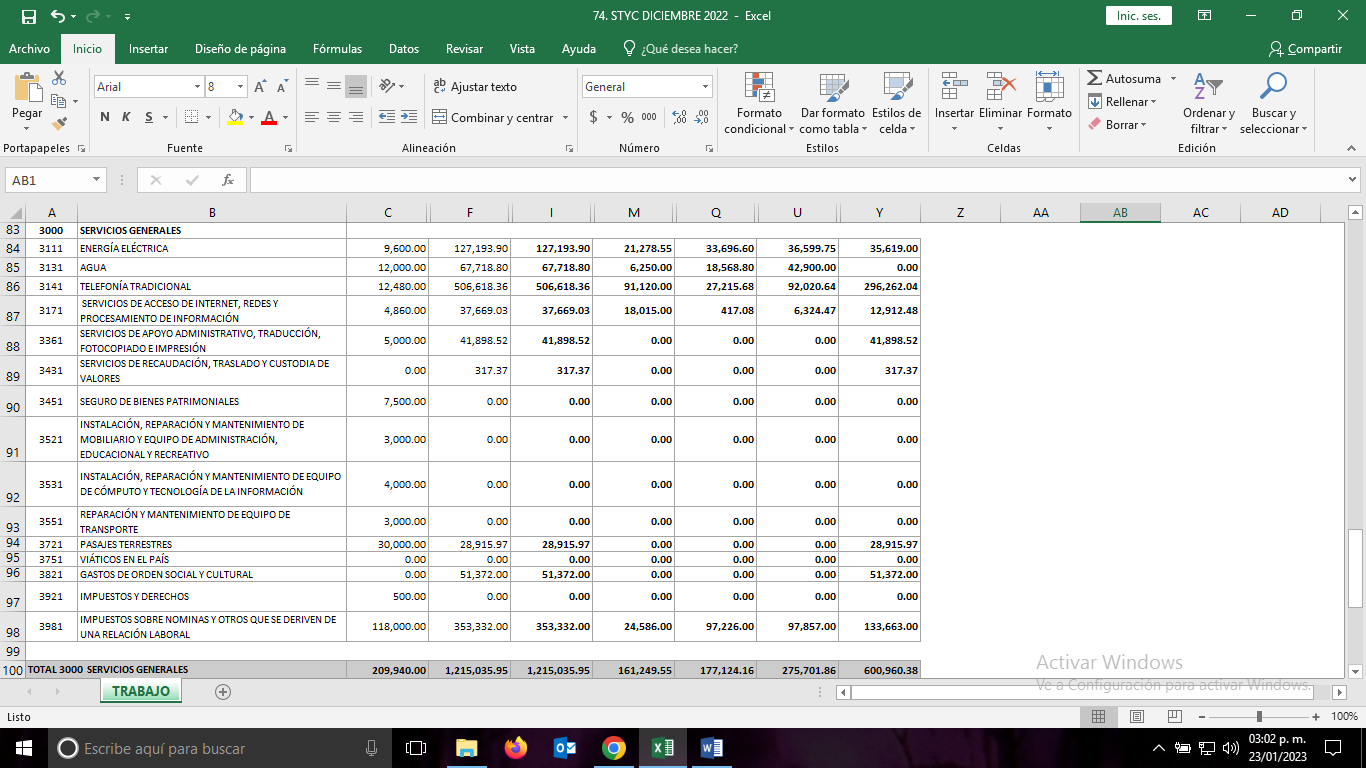 74. STYC DICIEMBRE 2022 - Excel
Inic. ses.
Archivo Inicio Insertar Diseño de página Fórmulas Datos Revisar Vista Ayuda ¿Qué desea hacer? Compartir
Pegar
Portapapeles
Arial 8
N K S
Fuente
Ajustar texto
Combinar y centrar
Alineación
General
$ % 000
Número
Formato condicional
Dar formato como tabla
Estilos de celda
Estilos
Insertar Eliminar Formato
Celdas
Autosuma
Rellenar
Borrar
Ordenar y filtrar
Buscar y seleccionar
Edición
AB1 fx
A B C F I M Q U Y Z AA AB AC AD
83 3000 SERVICIOS GENERALES
84 3111 ENERGÍA ELÉCTRICA 9,600.00 127,193.90 127,193.90 21,278.55 33,696.60 36,599.75 35,619.00
85 3131 AGUA 12,000.00 67,718.80 67,718.80 6,250.00 18,568.80 42,900.00 0.00
86 3141 TELEFONÍA TRADICIONAL 12,480.00 506,618.36 506,618.36 91,120.00 27,215.68 92,020.64 296,262.04
87 3171 SERVICIOS DE ACCESO DE INTERNET, REDES Y
PROCESAMIENTO DE INFORMACIÓN 4,860.00 37,669.03 37,669.03 18,015.00 417.08 6,324.47 12,912.48
88 3361 SERVICIOS DE APOYO ADMINISTRATIVO, TRADUCCIÓN,
FOTOCOPIADO E IMPRESIÓN 5,000.00 41,898.52 41,898.52 0.00 0.00 0.00 41,898.52
89 3431 SERVICIOS DE RECAUDACIÓN, TRASLADO Y CUSTODIA DE
VALORES 0.00 317.37 317.37 0.00 0.00 0.00 317.37
90 3451 SEGURO DE BIENES PATRIMONIALES 7,500.00 0.00 0.00 0.00 0.00 0.00 0.00
91 3521 INSTALACIÓN, REPARACIÓN Y MANTENIMIENTO DE
MOBILIARIO Y EQUIPO DE ADMINISTRACIÓN,
EDUCACIONAL Y RECREATIVO 3,000.00 0.00 0.00 0.00 0.00 0.00 0.00
92 3531 INSTALACIÓN, REPARACIÓN Y MANTENIMIENTO DE EQUIPO
DE CÓMPUTO Y TECNOLOGÍA DE LA INFORMACIÓN 4,000.00 0.00 0.00 0.00 0.00 0.00 0.00
93 3551 REPARACIÓN Y MANTENIMIENTO DE EQUIPO DE
TRANSPORTE 3,000.00 0.00 0.00 0.00 0.00 0.00 0.00
94 3721 PASAJES TERRESTRES 30,000.00 28,915.97 28,915.97 0.00 0.00 0.00 28,915.97
95 3751 VIÁTICOS EN EL PAÍS 0.00 0.00 0.00 0.00 0.00 0.00 0.00
96 3821 GASTOS DE ORDEN SOCIAL Y CULTURAL 0.00 51,372.00 51,372.00 0.00 0.00 0.00 51,372.00
97 3921 IMPUESTOS Y DERECHOS 500.00 0.00 0.00 0.00 0.00 0.00 0.00
98 3981 IMPUESTOS SOBRE NOMINAS Y OTROS QUE SE DERIVEN DE
UNA RELACIÓN LABORAL 118,000.00 353,332.00 353,332.00 24,586.00 97,226.00 97,857.00 133,663.00
99
100 TOTAL 3000 SERVICIOS GENERALES 209,940.00 1,215,035.95 1,215,035.95 161,249.55 177,124.16 275,701.86 600,960.38
Activar Windows
Ve a Configuración para activar Windows.
TRABAJO
Listo
100%
Escribe aquí para buscar
03:02 p. m.
23/01/2023